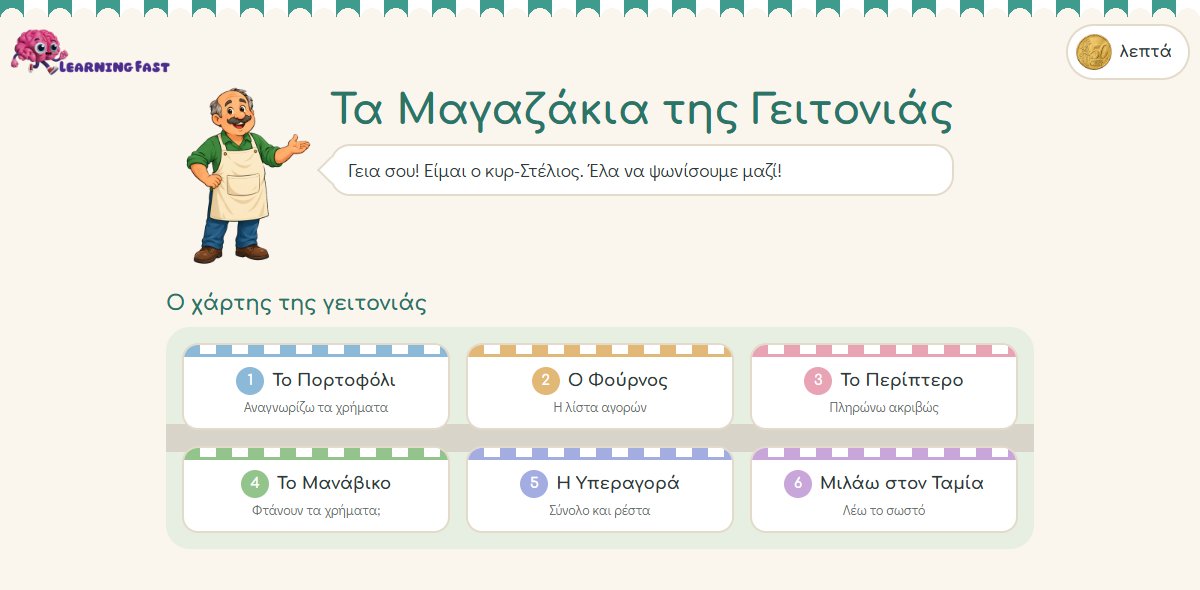 LEARNING FAST
50
λεπτά
Τα Μαγαζάκια της Γειτονιάς
Γεια σου! Είμαι ο κυρ-Στέλιος. Έλα να ψωνίσουμε μαζί!
Ο χάρτης της γειτονιάς
1 Το Πορτοφόλι
Αναγνωρίζω τα χρήματα
2 Ο Φούρνος
Η λίστα αγορών
3 Το Περίπτερο
Πληρώνω ακριβώς
4 Το Μανάβικο
Φτάνουν τα χρήματα;
5 Η Υπεραγορά
Σύνολο και ρέστα
6 Μιλάω στον Ταμία
Λέω το σωστό